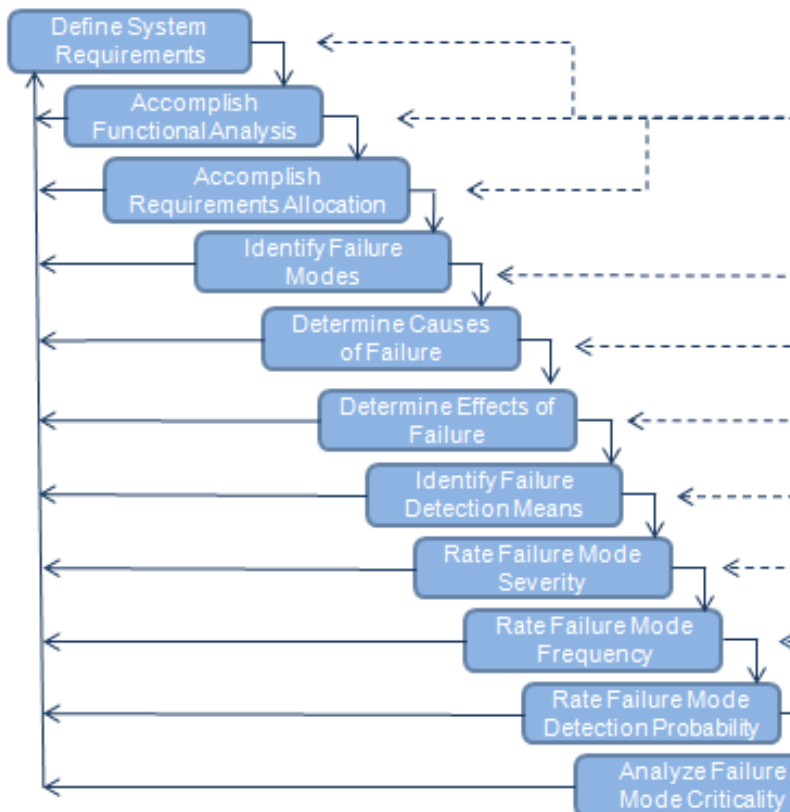 Define System
Requirements
Accomplish
Functional Analysis
Accomplish
Requirements Allocation
Identify Failure
Modes
Determine Causes
of Failure
Determine Effects of
Failure
Identify Failure
Detection Means
Rate Failure Mode
Severity
Rate Failure Mode
Frequency
Rate Failure Mode
Detection Probability
Analyze Failure
Mode Criticality